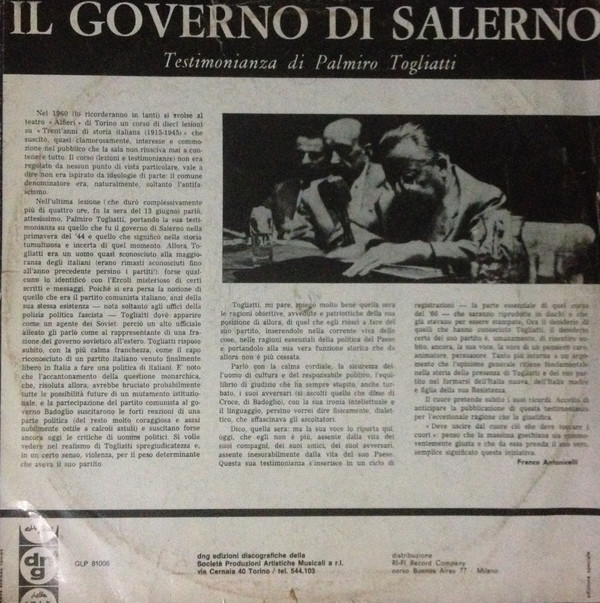 IL GOVERNO DI SALERNO
Testimonianza di Palmiro Togliatti
Nel 1960 (lo ricorderanno in tanti) si svolse al
teatro « Alfieri » di Torino un corso di dieci lezioni
su « Trent'anni di storia italiana (1915-1945) » che
suscitò, quasi clamorosamente, interesse e commo-
zione nel pubblico che la sala non riusciva mai a con-
tenere tutto. Il corso (lezioni e testimonianze) non era
regolato da nessun punto di vista particolare, vale a
dire non era ispirato da ideologie di parte: il comune
denominatore era, naturalmente, soltanto l'antifa-
scismo.
Nell'ultima lezione (che durò complessivamente
più di quattro ore, fu la sera del 13 giugno) parlò,
attesissimo, Palmiro Togliatti, portando la sua testi-
monianza su quello che fu il governo di Salerno nella
primavera del '44 e quello che significò nella storia
tumultuosa e incerta di quel momento. Allora To-
gliatti era un uomo quasi sconosciuto alla maggio-
ranza degli italiani (erano rimasti sconosciuti fino
all'anno precedente persino i partiti!): forse qual-
cuno lo identificò con l'Ercoli misterioso di certi
scritti e messaggi. Poiché si era persa la nozione di
quello che era il partito comunista italiano, anzi della
sua stessa esistenza — nota soltanto agli uffici della
polizia politica fascista — Togliatti dové apparire
come un agente dei Soviet: perciò un alto ufficiale
alleato gli parlò come al rappresentante di una fra-
zione del governo sovietico all'estero. Togliatti rispose
subito, con la più calma franchezza, come il capo
riconosciuto di un partito italiano venuto finalmente
libero in Italia a fare una politica di italiani. E' noto
che l'accantonamento della questione monarchica,
che, risoluta allora, avrebbe bruciato probabilmente
tutte le possibilità future di un mutamento istituzio-
nale, e la partecipazione del partito comunista al go-
verno Badoglio suscitarono le forti reazioni di una
parte politica (del resto molto coraggiosa e assai
nobilmente ostile a calcoli astuti) e suscitano forse
ancora oggi le critiche di uomini politici. Si volle
vedere nel realismo di Togliatti spregiudicatezza e,
in un certo senso, violenza, per il peso determinante
che aveva il suo partito.
Togliatti, mi pare, spiegò molto bene quella sera
le ragioni obiettive, avvedute e patriottiche della sua
posizione di allora, di quel che egli riuscì a fare del
suo partito, inserendolo nella corrente viva delle
cose, nelle ragioni essenziali della politica del Paese
e portandolo alla sua vera funzione storica che da
allora non è più cessata.
Parlò con la calma cordiale, la sicurezza del-
l'uomo di cultura e del responsabile politico, l'equi-
librio di giudizio che ha sempre stupito, anche tur-
bato, i suoi avversari (si ascolti quello che disse di
Croce, di Badoglio), con la sua ironia intellettuale e
il linguaggio, persino vorrei dire fisicamente, dialet-
tico, che affascinava gli ascoltatori.
Dico, quella sera: ma la sua voce la riporta qui
oggi, che egli non è più, assente dalla vita dei
suoi compagni, dei suoi amici, dei suoi avversari,
assente inesorabilmente dalla vita del suo Paese.
Questa sua testimonianza s'inserisce in un ciclo di
registrazioni — la parte essenziale di quel corso
del '60 — che saranno riprodotte in dischi e che
già stavano per essere stampate. Ora il desiderio di
quelli che hanno conosciuto Togliatti, il desiderio,
certo del suo partito è, umanamente, di risentire su-
bito, ancora, la sua voce, la voce di un pensiero caro,
animatore, persuasore. Tanto più intorno a un argo-
mento che l'opinione generale ritiene fondamentale
nella storia della presenza di Togliatti e del suo par-
tito nel formarsi dell'Italia nuova, dell'Italia madre
e figlia della sua Resistenza.
Il cuore pretende subito i suoi ricordi. Accetto di
anticipare la pubblicazione di questa testimonianza
per l'eccezionale ragione che la giustifica.
« Deve uscire dal cuore ciò che deve toccare i
cuori »: penso che la massima goethiana sia commo-
ventemente giusta e che da essa prenda il suo vero,
semplice significato questa iniziativa.
Franco Antonicelli
dng
GLP 81006
dng edizioni discografiche della
Società Produzioni Artistiche Musicali a r.l.
via Cernaia 40 Torino / tel. 544.103
distribuzione
RI-FI Record Company
corso Buenos Aires 77 - Milano
edizione speciale